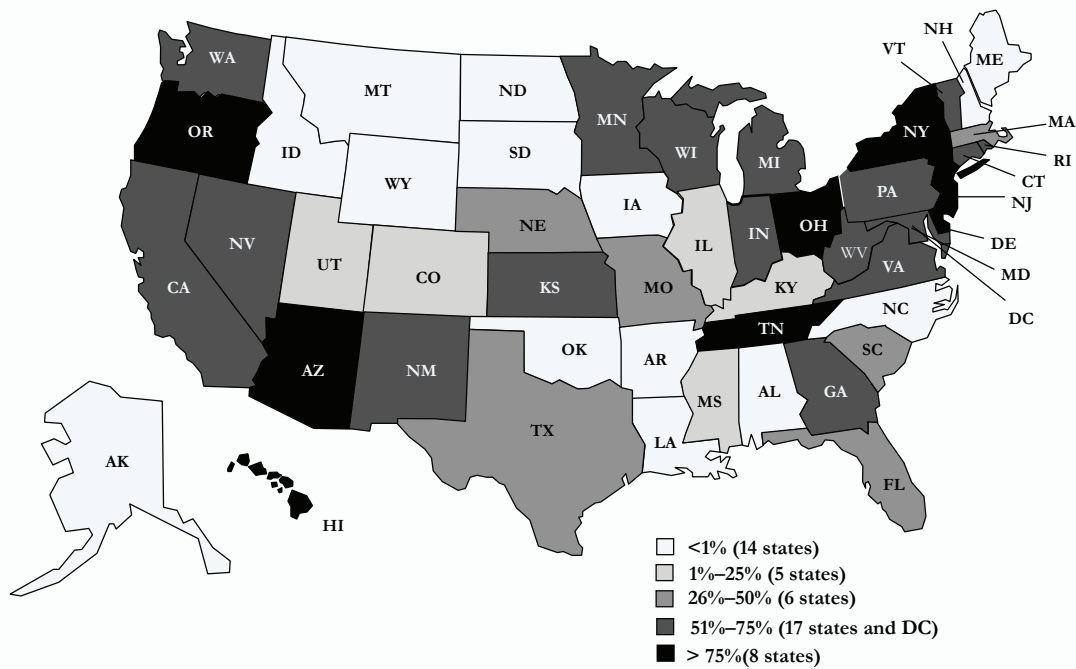 NH
VT
ME
WA
MT
ND
MN
OR
ID
SD
WI
MI
NY
MA
WY
RI
CT
PA
NJ
IA
NE
NV
IL
IN
OH
WV
DE
UT
CO
VA
MD
CA
KS
MO
KY
DC
NC
TN
OK
AR
SC
AZ
NM
MS
AL
GA
TX
LA
AK
FL
HI
<1% (14 states)
1%–25% (5 states)
26%–50% (6 states)
51%–75% (17 states and DC)
> 75%(8 states)